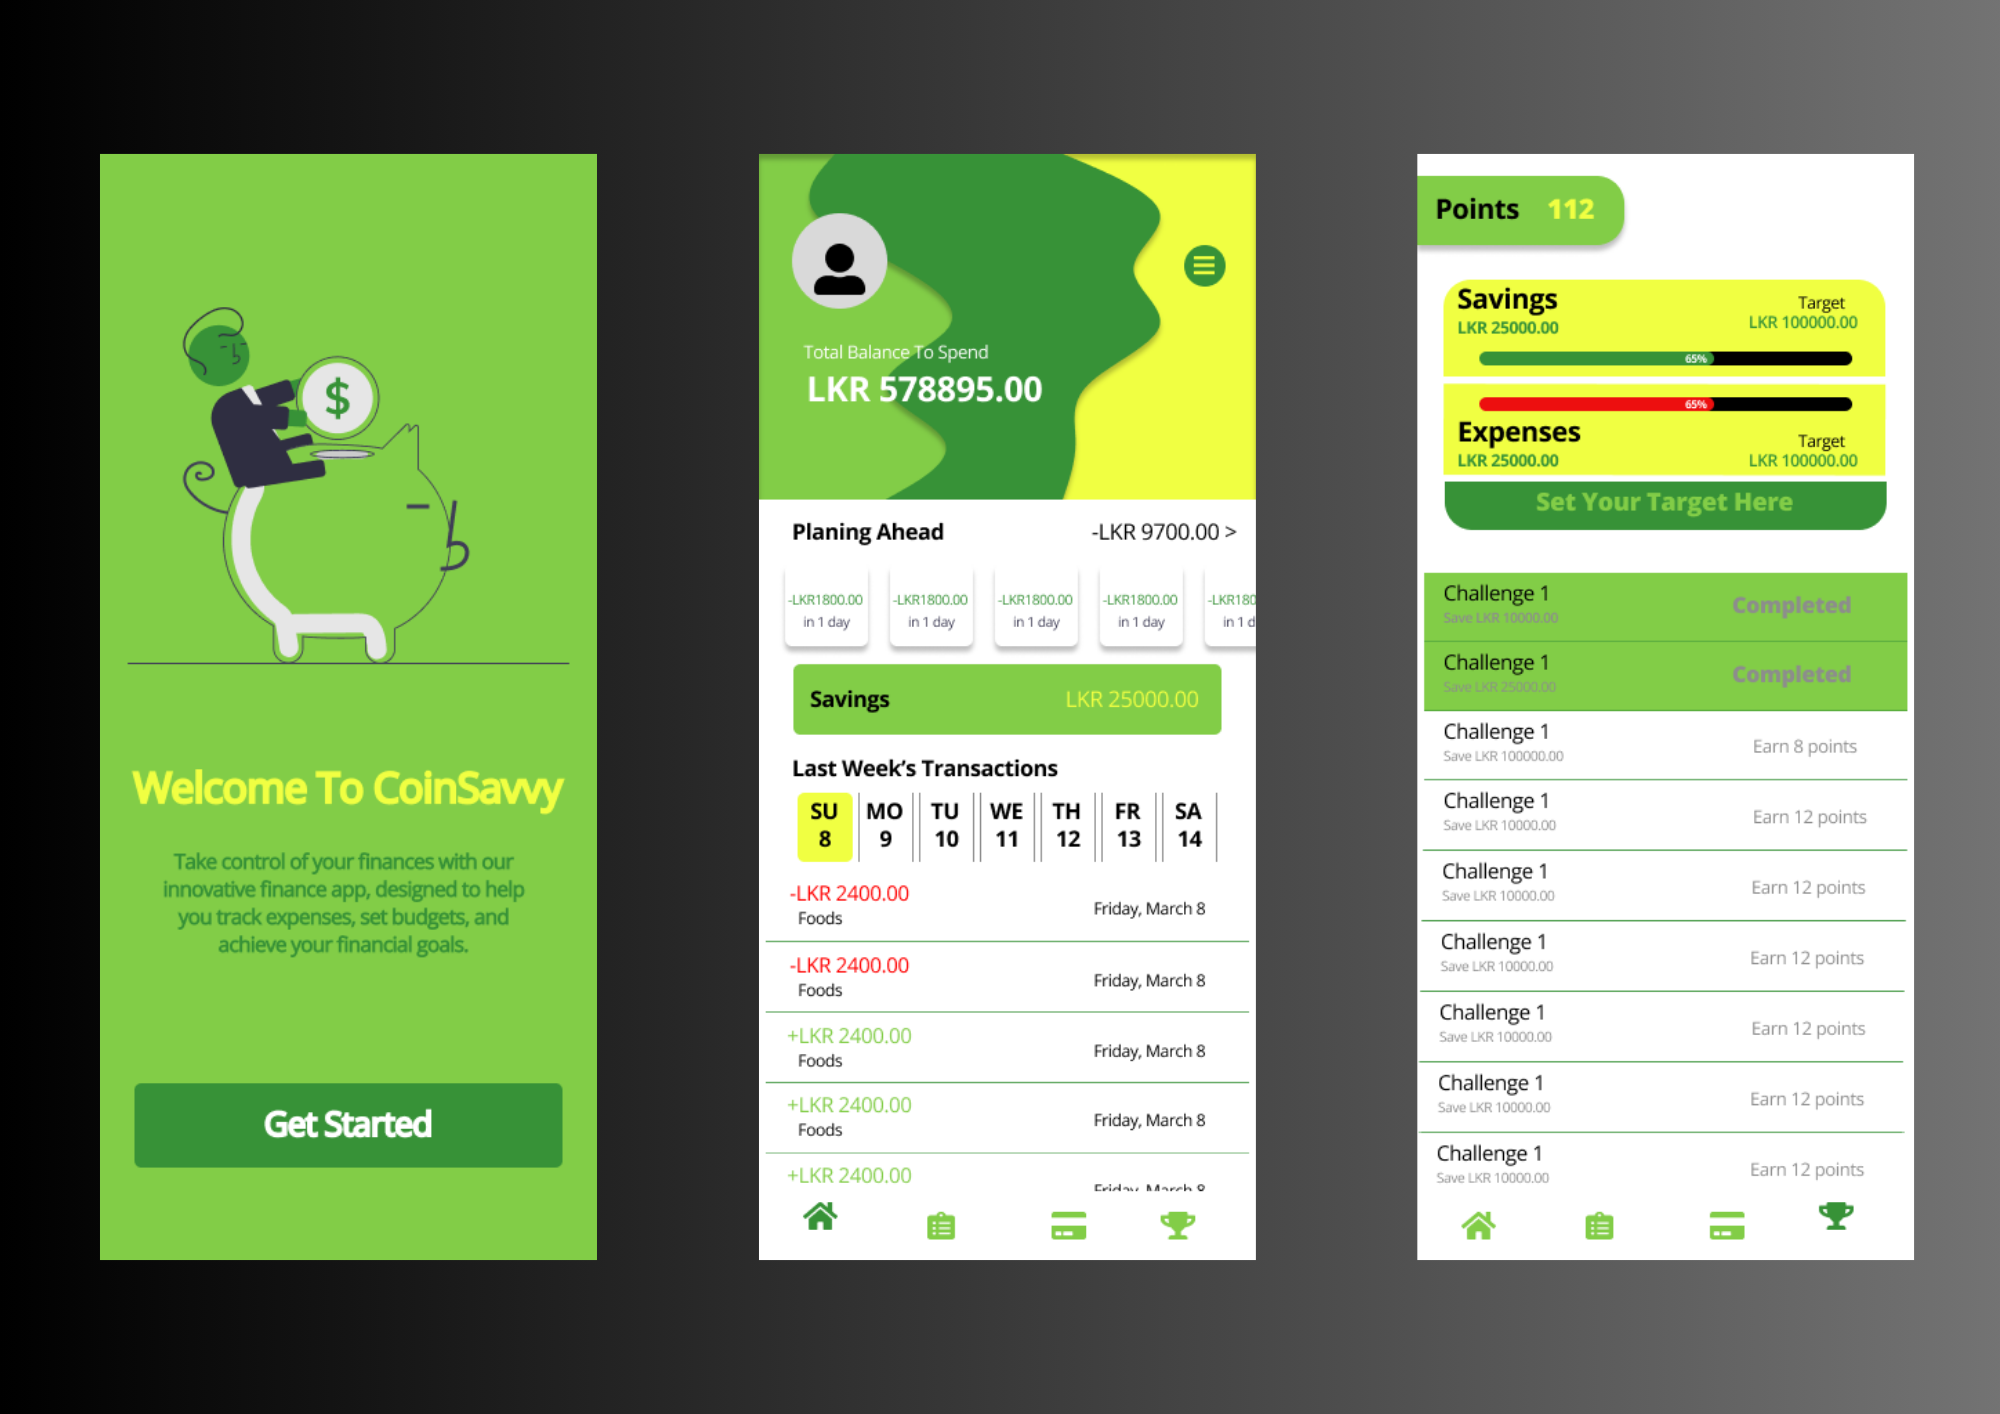 $
Welcome To CoinSavvy
Take control of your finances with our
innovative finance app, designed to help
you track expenses, set budgets, and
achieve your financial goals.
Get Started
Total Balance To Spend
LKR 578895.00
Planing Ahead -LKR 9700.00 >
-LKR1800.00 -LKR1800.00 -LKR1800.00 -LKR1800.00 -LKR180
in 1 day in 1 day in 1 day in 1 day in 1 d
Savings LKR 25000.00
Last Week's Transactions
SU MO TU WE TH FR SA
8 9 10 11 12 13 14
-LKR 2400.00
Foods Friday, March 8
-LKR 2400.00
Foods Friday, March 8
+LKR 2400.00
Foods Friday, March 8
+LKR 2400.00
Foods Friday, March 8
+LKR 2400.00
Friday, March 8
Points 112
Savings Target
LKR 25000.00 LKR 100000.00
65%
65%
Expenses Target
LKR 25000.00 LKR 100000.00
Set Your Target Here
Challenge 1 Completed
Save LKR 10000.00
Challenge 1 Completed
Save LKR 25000.00
Challenge 1 Earn 8 points
Save LKR 100000.00
Challenge 1 Earn 12 points
Save LKR 10000.00
Challenge 1 Earn 12 points
Save LKR 10000.00
Challenge 1 Earn 12 points
Save LKR 10000.00
Challenge 1 Earn 12 points
Save LKR 10000.00
Challenge 1 Earn 12 points
Save LKR 10000.00
Challenge 1 Earn 12 points
Save LKR 10000.00